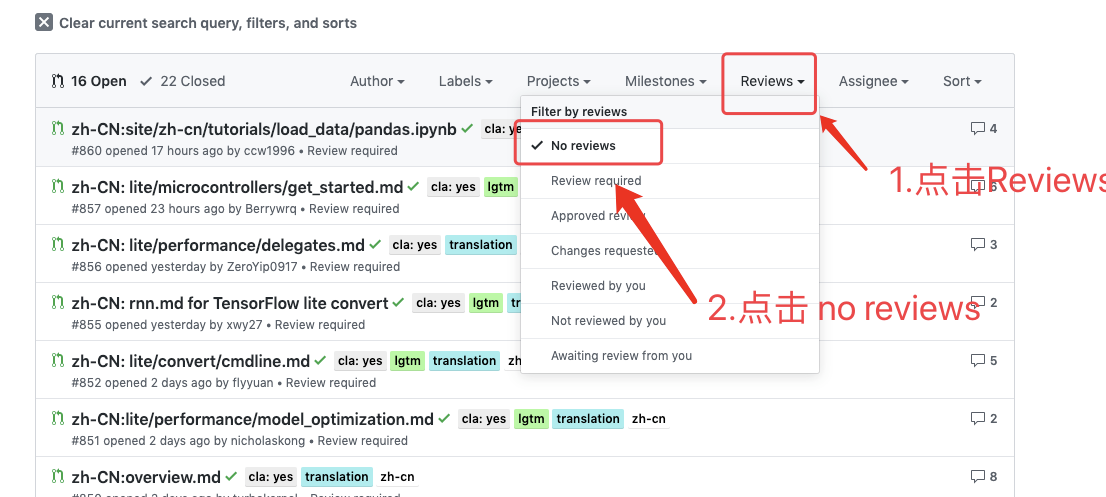 Clear current search query, filters, and sorts
16 Open 22 Closed Author Labels Projects Milestones Reviews Assignee Sort
Filter by reviews
No reviews
Review required
Approved review
Changes requested
Reviewed by you
Not reviewed by you
Awaiting review from you
1.点击Reviews
2.点击 no reviews
zh-CN:site/zh-cn/tutorials/load_data/pandas.ipynb cla: ye 4
#860 opened 17 hours ago by ccw1996 • Review required
zh-CN: lite/microcontrollers/get_started.md cla: yes lgtm 6
#857 opened 23 hours ago by Berrywrq • Review required
zh-CN: lite/performance/delegates.md cla: yes translation 3
#856 opened yesterday by ZeroYip0917 • Review required
zh-CN: rnn.md for TensorFlow lite convert cla: yes lgtm tr 2
#855 opened yesterday by xwy27 • Review required
zh-CN: lite/convert/cmdline.md cla: yes lgtm translation zh 5
#852 opened 2 days ago by flyyuan • Review required
zh-CN:lite/performance/model_optimization.md cla: yes lgtm translation zh-cn 2
#851 opened 2 days ago by nicholaskong • Review required
zh-CN:overview.md cla: yes translation zh-cn 8